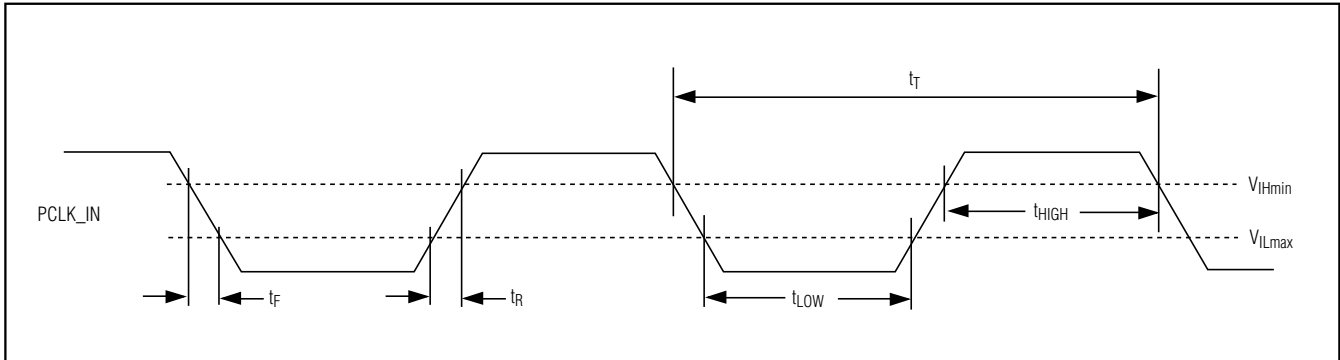 tT
VIHmin
PCLK_IN
tHIGH
VILmax
tF
tR
tLOW